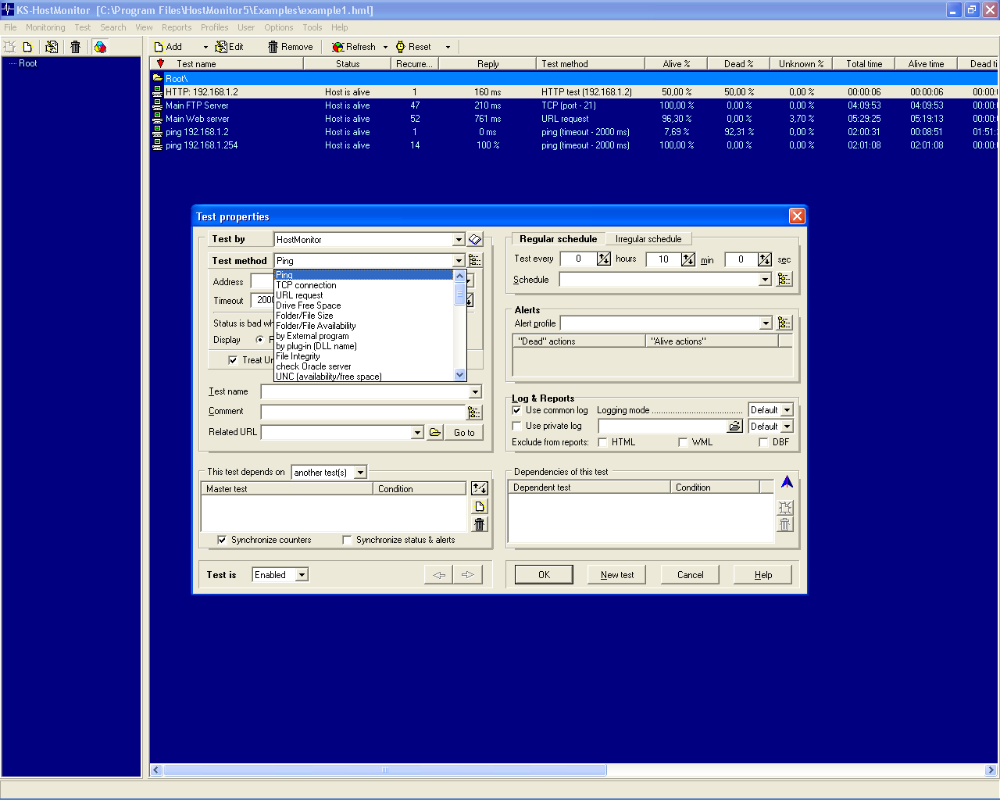 KS-HostMonitor [C:\Program Files\HostMonitor5\Examples\example1.hml]
File Monitoring Test Search View Reports Profiles User Options Tools Help
Add Edit Remove Refresh Reset
Root
Test name Status Recurre... Reply Test method Alive % Dead % Unknown % Total time Alive time Dead ti
Root\
HTTP: 192.168.1.2 Host is alive 1 160 ms HTTP test (192.168.1.2) 50,00 % 50,00 % 0,00 % 00:00:06 00:00:06 00:00:
Main FTP Server Host is alive 47 210 ms TCP (port - 21) 100,00 % 0,00 % 0,00 % 04:09:53 04:09:53 00:00:
Main Web server Host is alive 52 761 ms URL request 96,30 % 0,00 % 3,70 % 05:29:25 05:19:13 00:00:
ping 192.168.1.2 Host is alive 1 0 ms ping (timeout - 2000 ms) 7,69 % 92,31 % 0,00 % 02:00:31 00:08:51 01:51:
ping 192.168.1.254 Host is alive 14 100 % ping (timeout - 2000 ms) 100,00 % 0,00 % 0,00 % 02:01:08 02:01:08 00:00:
Test properties
Test by HostMonitor
Test method Ping
Address
Timeout 2000
Status is bad wh
Display F
Treat Un
Ping
TCP connection
URL request
Drive Free Space
Folder/File Size
Folder/File Availability
by External program
by plug-in (DLL name)
File Integrity
check Oracle server
UNC (availability/free space)
Test name
Comment
Related URL Go to
Regular schedule Irregular schedule
Test every 0 hours 10 min 0 sec
Schedule
Alerts
Alert profile
"Dead" actions "Alive actions"
Log & Reports
Use common log Logging mode ........................................ Default
Use private log Default
Exclude from reports: HTML WML DBF
This test depends on another test(s)
Master test Condition
Synchronize counters Synchronize status & alerts
Dependencies of this test
Dependent test Condition
Test is Enabled
OK New test Cancel Help